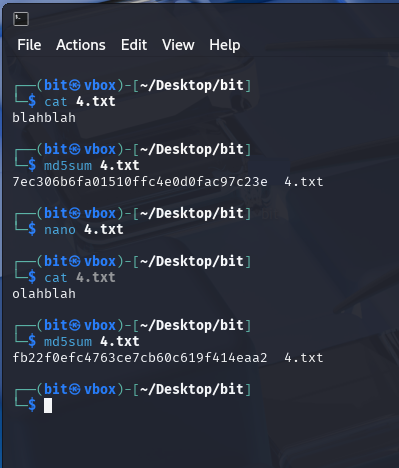 File Actions Edit View Help
┌──(bit㉿vbox)-[~/Desktop/bit]
└─$ cat 4.txt
blahblah
┌──(bit㉿vbox)-[~/Desktop/bit]
└─$ md5sum 4.txt
7ec306b6fa01510ffc4e0d0fac97c23e  4.txt
┌──(bit㉿vbox)-[~/Desktop/bit]
└─$ nano 4.txt
┌──(bit㉿vbox)-[~/Desktop/bit]
└─$ cat 4.txt
olahblah
┌──(bit㉿vbox)-[~/Desktop/bit]
└─$ md5sum 4.txt
fb22f0efc4763ce7cb60c619f414eaa2  4.txt
┌──(bit㉿vbox)-[~/Desktop/bit]
└─$